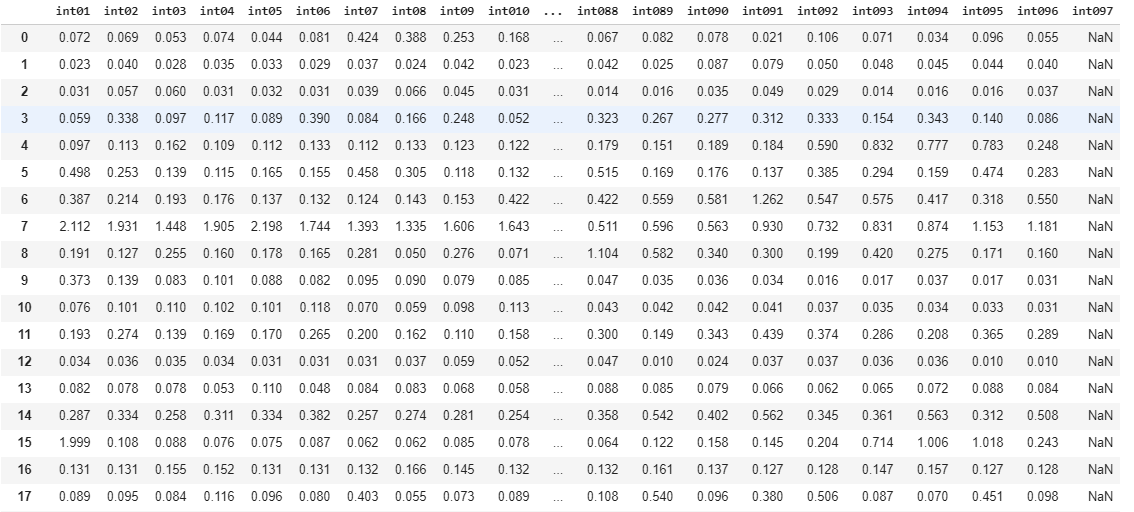 int01 int02 int03 int04 int05 int06 int07 int08 int09 int010 ... int088 int089 int090 int091 int092 int093 int094 int095 int096 int097
0 0.072 0.069 0.053 0.074 0.044 0.081 0.424 0.388 0.253 0.168 ... 0.067 0.082 0.078 0.021 0.106 0.071 0.034 0.096 0.055 NaN
1 0.023 0.040 0.028 0.035 0.033 0.029 0.037 0.024 0.042 0.023 ... 0.042 0.025 0.087 0.079 0.050 0.048 0.045 0.044 0.040 NaN
2 0.031 0.057 0.060 0.031 0.032 0.031 0.039 0.066 0.045 0.031 ... 0.014 0.016 0.035 0.049 0.029 0.014 0.016 0.016 0.037 NaN
3 0.059 0.338 0.097 0.117 0.089 0.390 0.084 0.166 0.248 0.052 ... 0.323 0.267 0.277 0.312 0.333 0.154 0.343 0.140 0.086 NaN
4 0.097 0.113 0.162 0.109 0.112 0.133 0.112 0.133 0.123 0.122 ... 0.179 0.151 0.189 0.184 0.590 0.832 0.777 0.783 0.248 NaN
5 0.498 0.253 0.139 0.115 0.165 0.155 0.458 0.305 0.118 0.132 ... 0.515 0.169 0.176 0.137 0.385 0.294 0.159 0.474 0.283 NaN
6 0.387 0.214 0.193 0.176 0.137 0.132 0.124 0.143 0.153 0.422 ... 0.422 0.559 0.581 1.262 0.547 0.575 0.417 0.318 0.550 NaN
7 2.112 1.931 1.448 1.905 2.198 1.744 1.393 1.335 1.606 1.643 ... 0.511 0.596 0.563 0.930 0.732 0.831 0.874 1.153 1.181 NaN
8 0.191 0.127 0.255 0.160 0.178 0.165 0.281 0.050 0.276 0.071 ... 1.104 0.582 0.340 0.300 0.199 0.420 0.275 0.171 0.160 NaN
9 0.373 0.139 0.083 0.101 0.088 0.082 0.095 0.090 0.079 0.085 ... 0.047 0.035 0.036 0.034 0.016 0.017 0.037 0.017 0.031 NaN
10 0.076 0.101 0.110 0.102 0.101 0.118 0.070 0.059 0.098 0.113 ... 0.043 0.042 0.042 0.041 0.037 0.035 0.034 0.033 0.031 NaN
11 0.193 0.274 0.139 0.169 0.170 0.265 0.200 0.162 0.110 0.158 ... 0.300 0.149 0.343 0.439 0.374 0.286 0.208 0.365 0.289 NaN
12 0.034 0.036 0.035 0.034 0.031 0.031 0.031 0.037 0.059 0.052 ... 0.047 0.010 0.024 0.037 0.037 0.036 0.036 0.010 0.010 NaN
13 0.082 0.078 0.078 0.053 0.110 0.048 0.084 0.083 0.068 0.058 ... 0.088 0.085 0.079 0.066 0.062 0.065 0.072 0.088 0.084 NaN
14 0.287 0.334 0.258 0.311 0.334 0.382 0.257 0.274 0.281 0.254 ... 0.358 0.542 0.402 0.562 0.345 0.361 0.563 0.312 0.508 NaN
15 1.999 0.108 0.088 0.076 0.075 0.087 0.062 0.062 0.085 0.078 ... 0.064 0.122 0.158 0.145 0.204 0.714 1.006 1.018 0.243 NaN
16 0.131 0.131 0.155 0.152 0.131 0.131 0.132 0.166 0.145 0.132 ... 0.132 0.161 0.137 0.127 0.128 0.147 0.157 0.127 0.128 NaN
17 0.089 0.095 0.084 0.116 0.096 0.080 0.403 0.055 0.073 0.089 ... 0.108 0.540 0.096 0.380 0.506 0.087 0.070 0.451 0.098 NaN